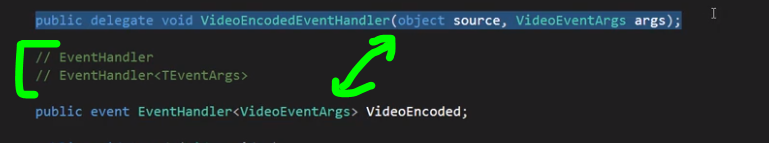 public delegate void VideoEncodedEventHandler(object source, VideoEventArgs args);
// EventHandler
// EventHandler<TEventArgs>
public event EventHandler<VideoEventArgs> VideoEncoded;